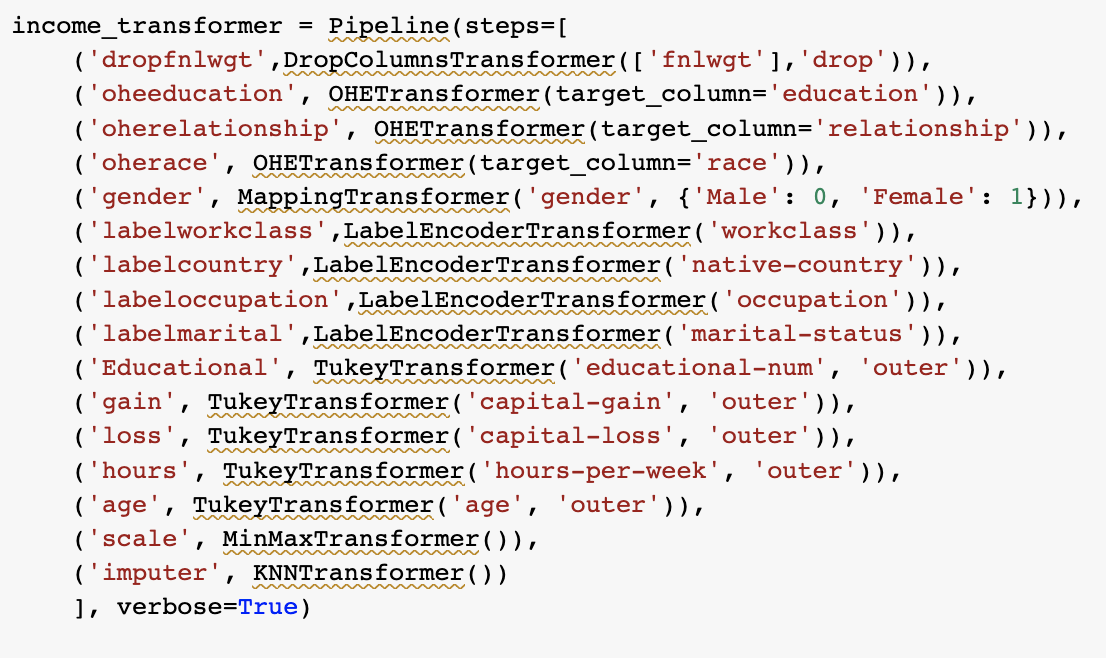 income_transformer = Pipeline(steps=[
    ('dropfnlwgt',DropColumnsTransformer(['fnlwgt'],'drop')),
    ('oheeducation', OHETransformer(target_column='education')),
    ('oherelationship', OHETransformer(target_column='relationship')),
    ('oherace', OHETransformer(target_column='race')),
    ('gender', MappingTransformer('gender', {'Male': 0, 'Female': 1})),
    ('labelworkclass',LabelEncoderTransformer('workclass')),
    ('labelcountry',LabelEncoderTransformer('native-country')),
    ('labeloccupation',LabelEncoderTransformer('occupation')),
    ('labelmarital',LabelEncoderTransformer('marital-status')),
    ('Educational', TukeyTransformer('educational-num', 'outer')),
    ('gain', TukeyTransformer('capital-gain', 'outer')),
    ('loss', TukeyTransformer('capital-loss', 'outer')),
    ('hours', TukeyTransformer('hours-per-week', 'outer')),
    ('age', TukeyTransformer('age', 'outer')),
    ('scale', MinMaxTransformer()),
    ('imputer', KNNTransformer())
    ], verbose=True)